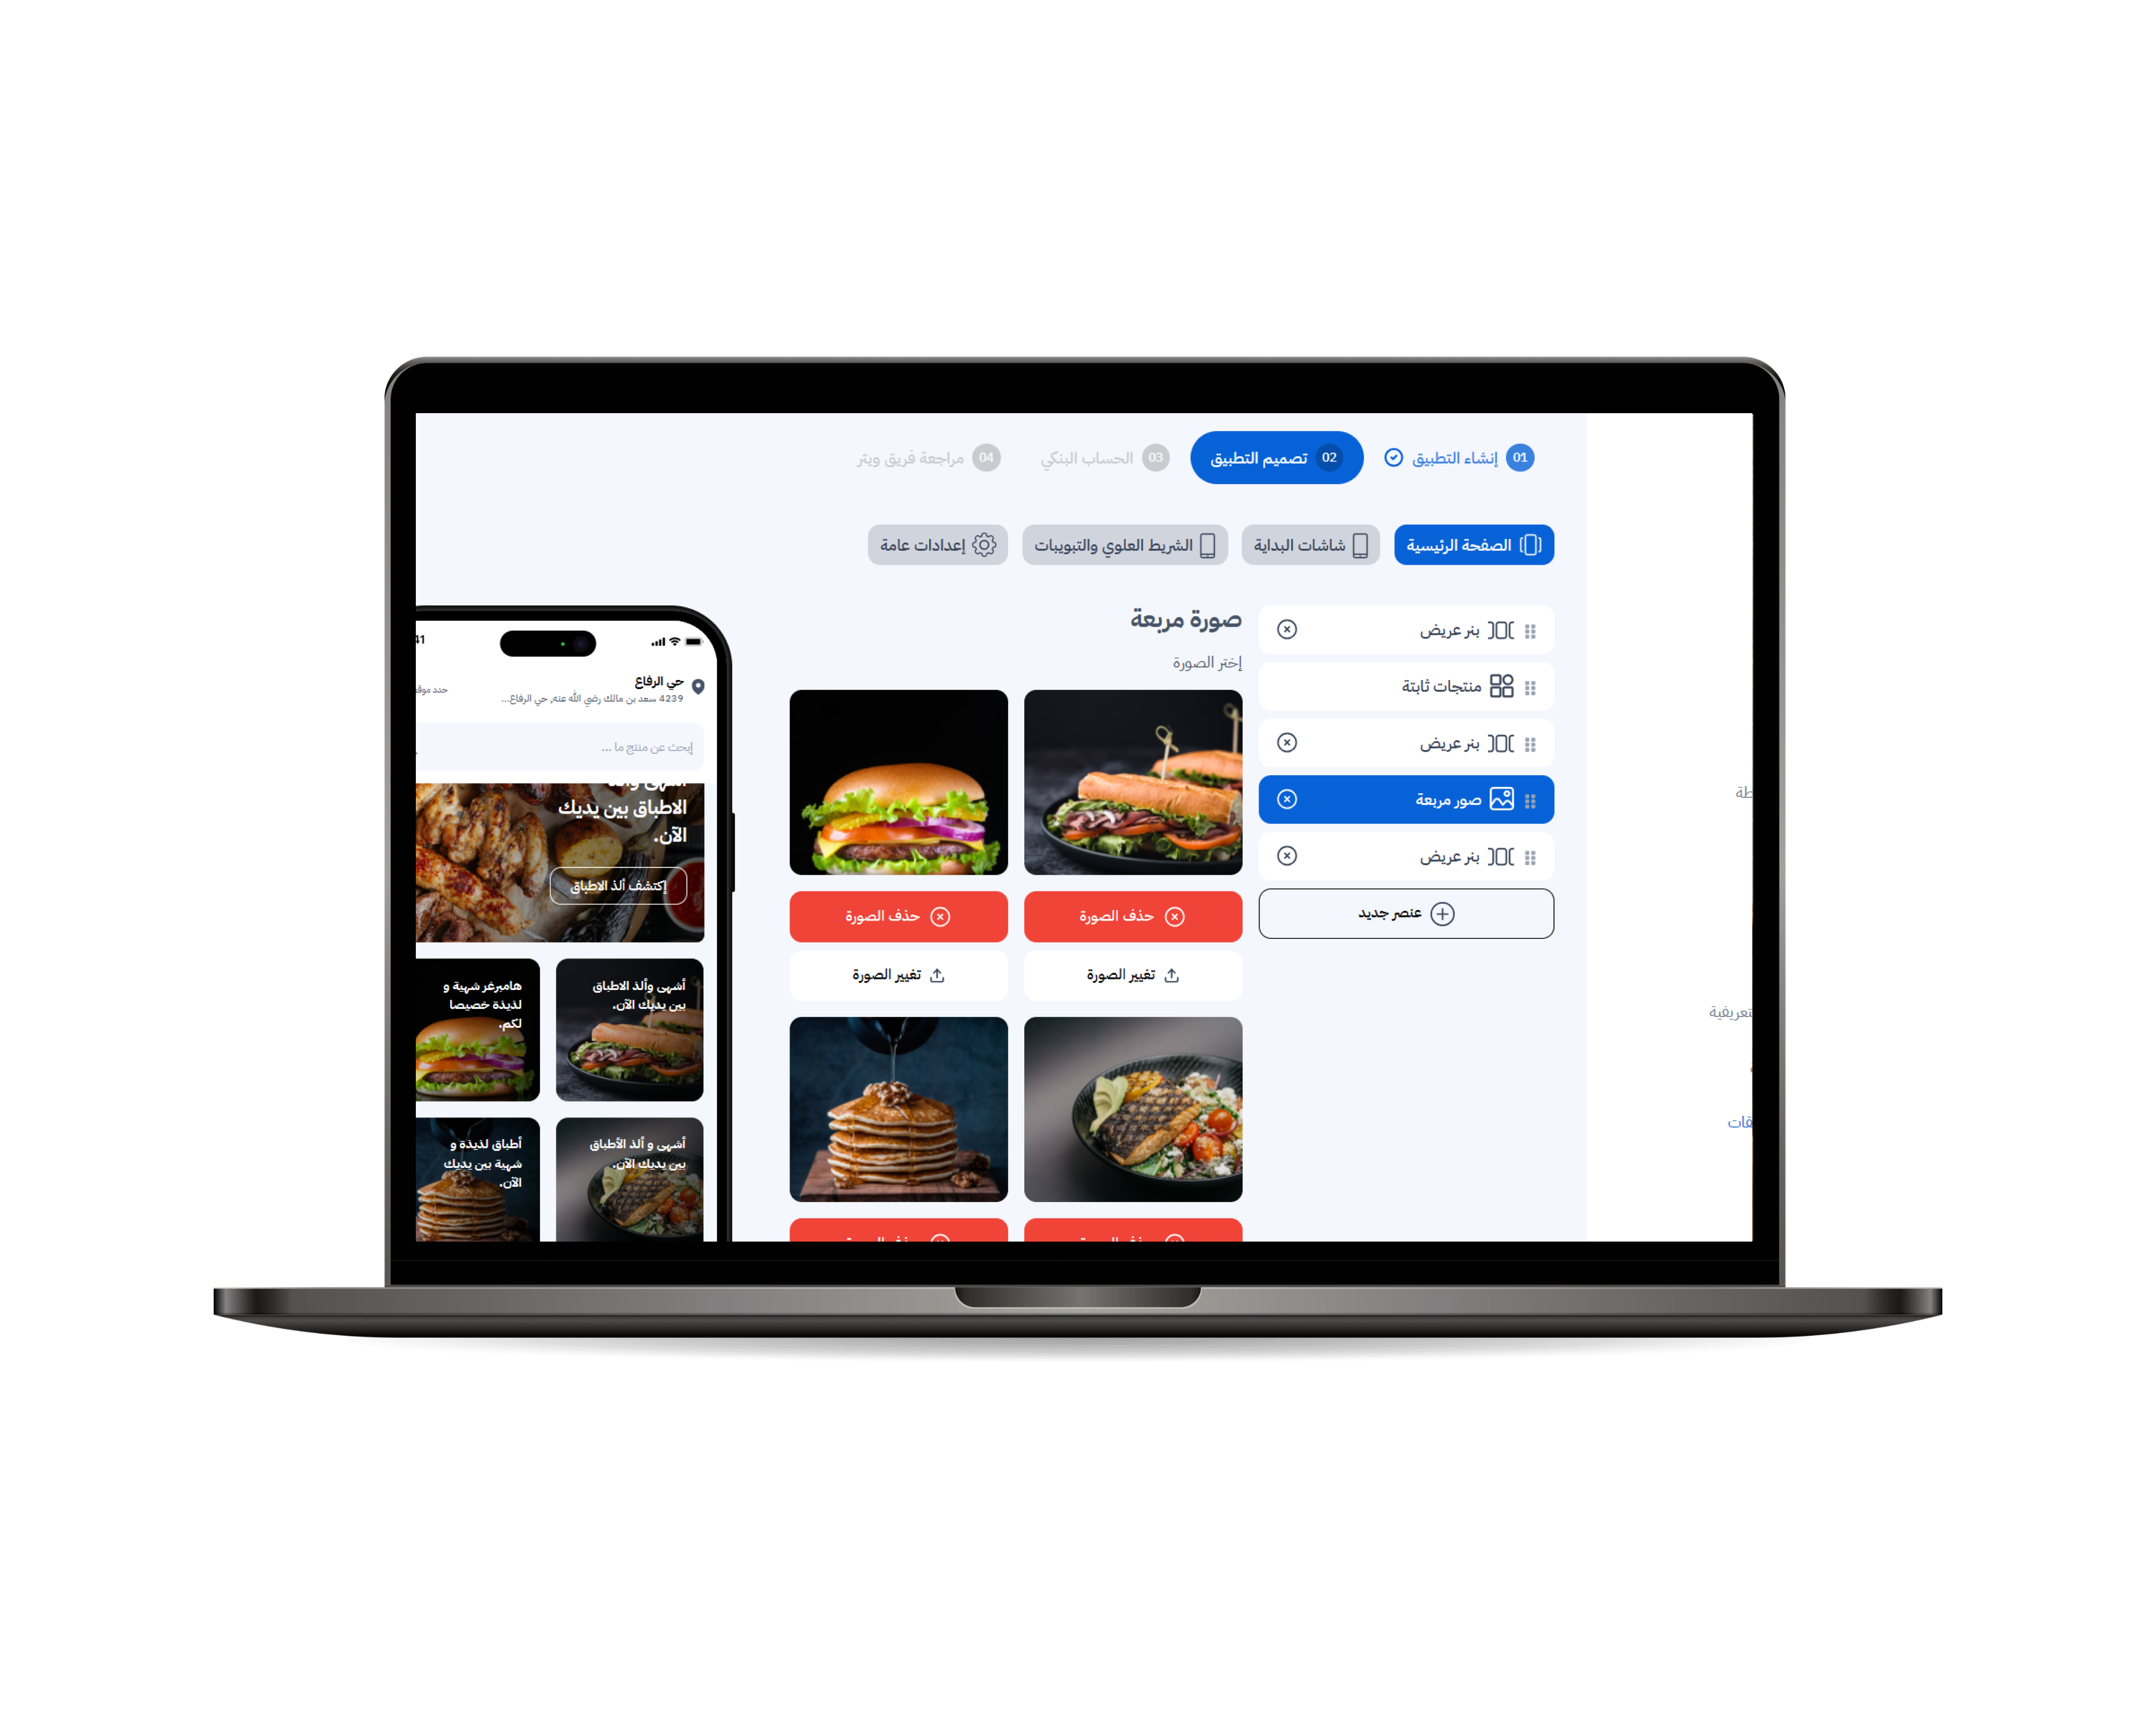 01 إنشاء التطبيق
02 تصميم التطبيق
03 الحساب البنكي
04 مراجعة فريق ويتر
الصفحة الرئيسية
شاشات البداية
الشريط العلوي والتبويبات
إعدادات عامة
بنر عريض
منتجات ثابتة
بنر عريض
صور مربعة
بنر عريض
عنصر جديد
صورة مربعة
إختر الصورة
حذف الصورة
حذف الصورة
تغيير الصورة
تغيير الصورة
41
حي الرفاع
4239 سعد بن مالك رضي الله عنه, حي الرفاع...
حدد
إبحث عن منتج ما ...
الاطباق بين يديك
الآن.
إكتشف ألذ الاطباق
أشهى وألذ الاطباق
بين يديك الآن.
هامبرغر شهية و
لذيذة خصيصا
لكم.
أشهى و ألذ الأطباق
بين يديك الآن.
أطباق لذيذة و
شهية بين يديك
الآن.